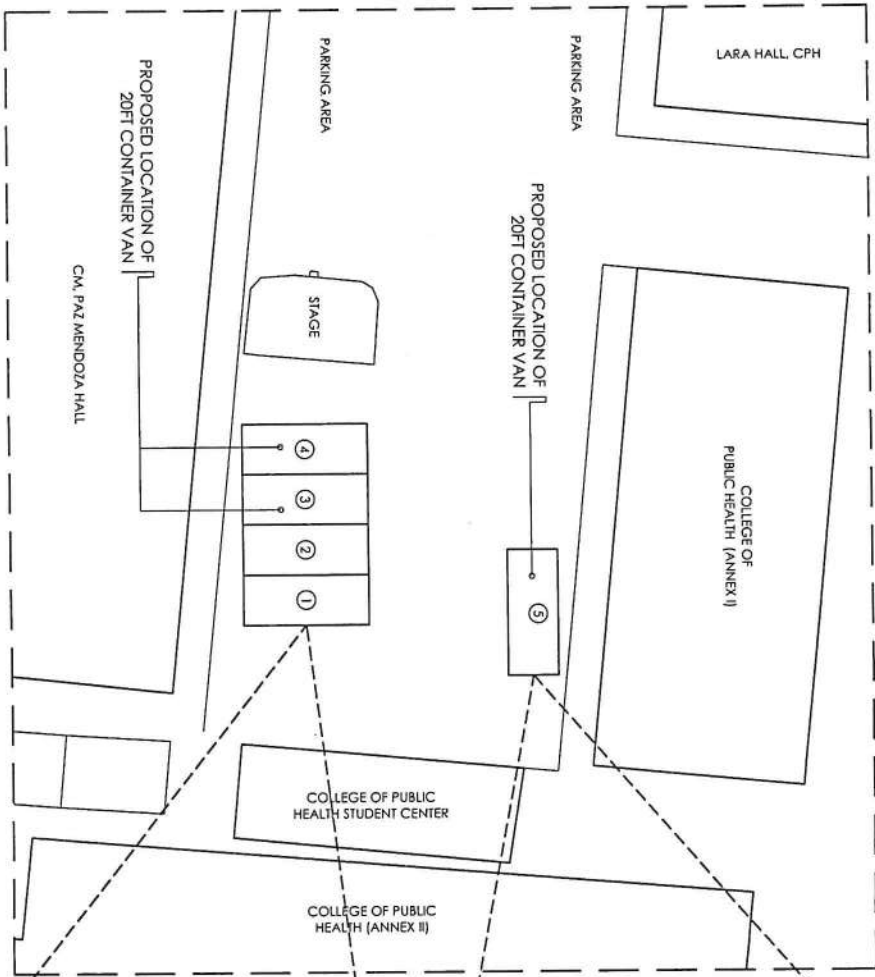 LARA HALL, CPH
PARKING AREA
PARKING AREA
PROPOSED LOCATION OF
20FT CONTAINER VAN
PROPOSED LOCATION OF
20FT CONTAINER VAN
COLLEGE OF
PUBLIC HEALTH (ANNEX I)
STAGE
CM. PAZ MENDOZA HALL
4
3
2
1
5
COLLEGE OF PUBLIC
HEALTH STUDENT CENTER
COLLEGE OF PUBLIC
HEALTH (ANNEX II)